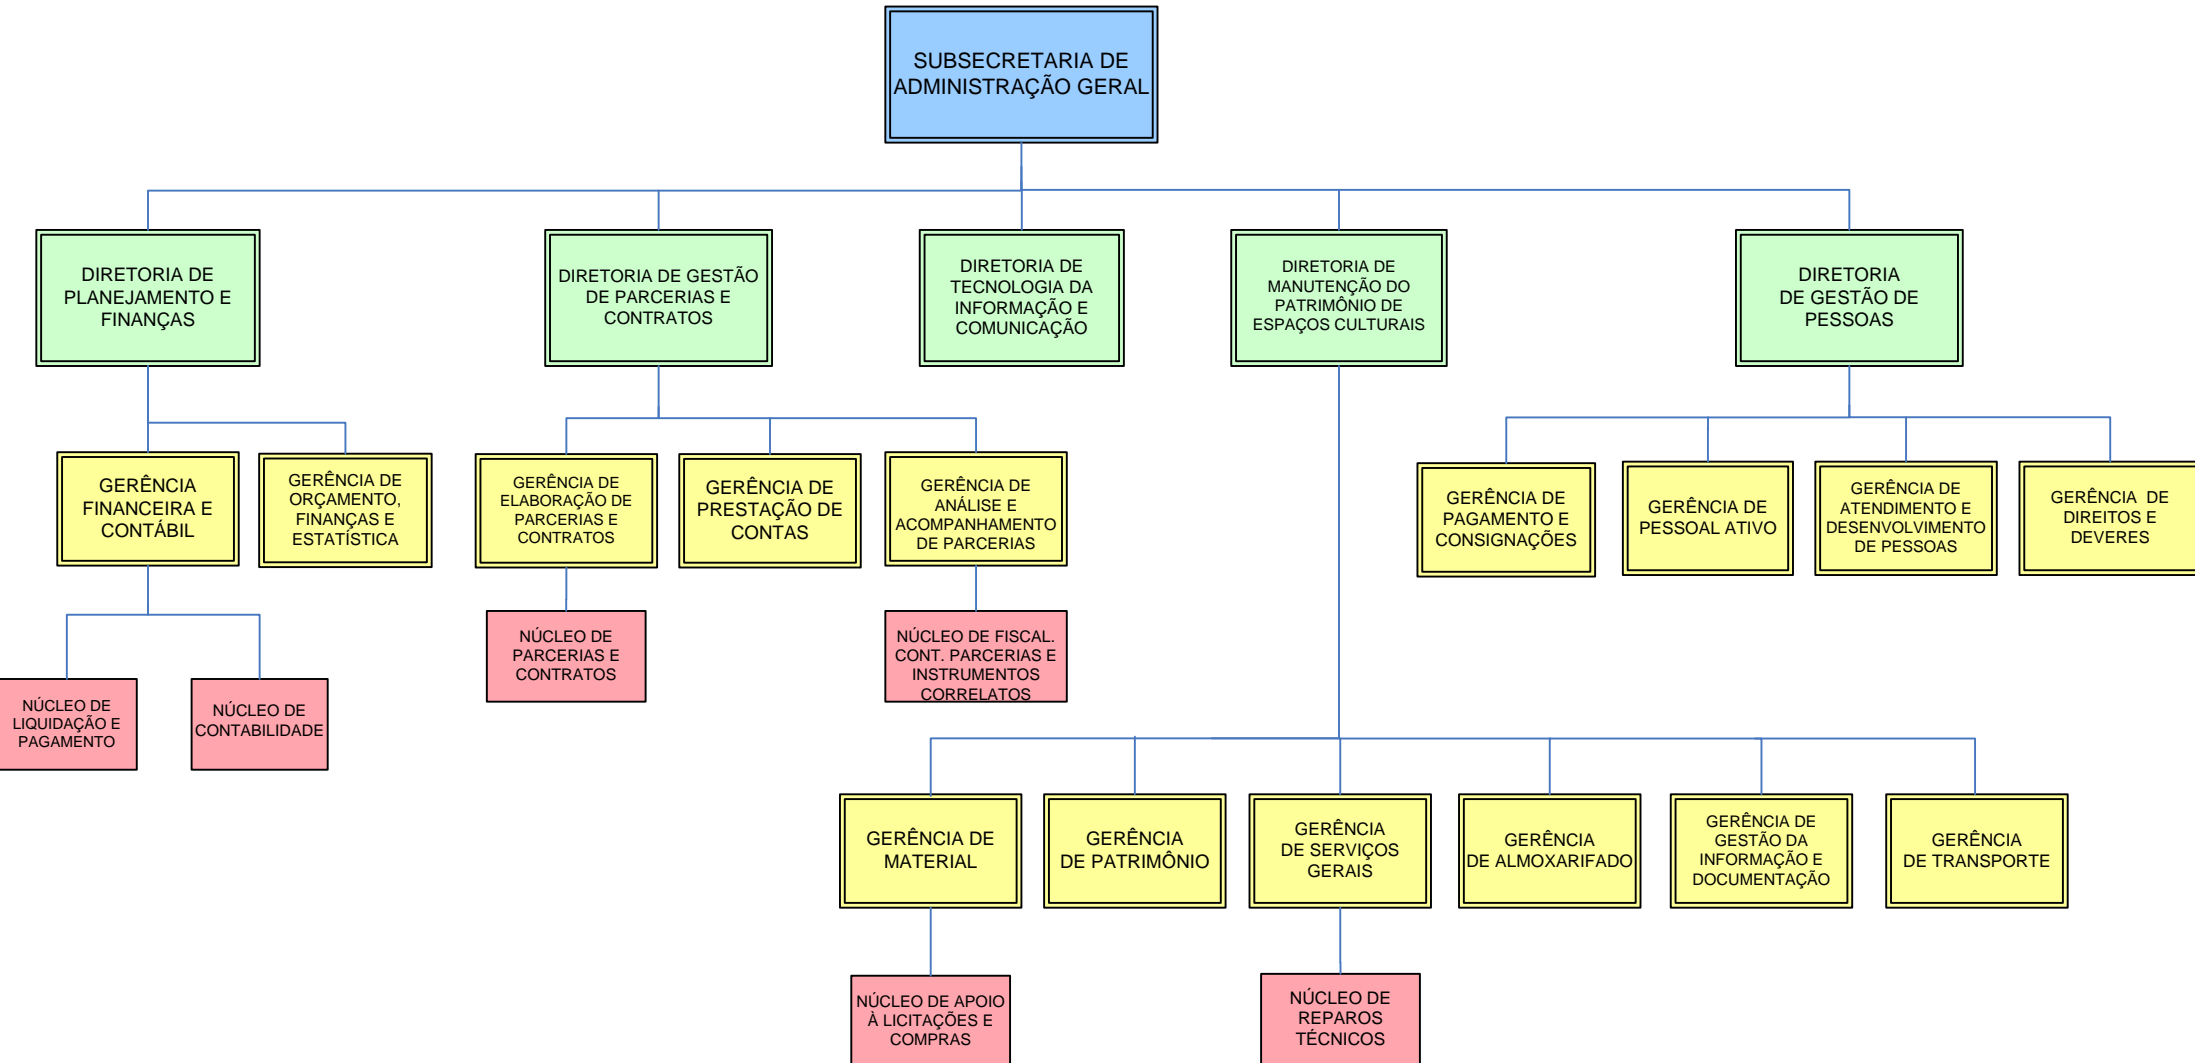 SUBSECRETARIA DE
ADMINISTRAÇÃO GERAL
DIRETORIA DE
PLANEJAMENTO E
FINANÇAS
DIRETORIA DE GESTÃO
DE PARCERIAS E
CONTRATOS
DIRETORIA DE
TECNOLOGIA DA
INFORMAÇÃO E
COMUNICAÇÃO
DIRETORIA DE
MANUTENÇÃO DO
PATRIMÔNIO DE
ESPAÇOS CULTURAIS
DIRETORIA
DE GESTÃO DE
PESSOAS
GERÊNCIA
FINANCEIRA E
CONTÁBIL
GERÊNCIA DE
ORÇAMENTO,
FINANÇAS E
ESTATÍSTICA
GERÊNCIA DE
ELABORAÇÃO DE
PARCERIAS E
CONTRATOS
GERÊNCIA DE
PRESTAÇÃO DE
CONTAS
GERÊNCIA DE
ANÁLISE E
ACOMPANHAMENTO
DE PARCERIAS
GERÊNCIA DE
PAGAMENTO E
CONSIGNAÇÕES
GERÊNCIA DE
PESSOAL ATIVO
GERÊNCIA DE
ATENDIMENTO E
DESENVOLVIMENTO
DE PESSOAS
GERÊNCIA DE
DIREITOS E
DEVERES
NÚCLEO DE
LIQUIDAÇÃO E
PAGAMENTO
NÚCLEO DE
CONTABILIDADE
NÚCLEO DE
PARCERIAS E
CONTRATOS
NÚCLEO DE FISCAL.
CONT. PARCERIAS E
INSTRUMENTOS
CORRELATOS
GERÊNCIA DE
MATERIAL
GERÊNCIA
DE PATRIMÔNIO
GERÊNCIA
DE SERVIÇOS
GERAIS
GERÊNCIA
DE ALMOXARIFADO
GERÊNCIA DE
GESTÃO DA
INFORMAÇÃO E
DOCUMENTAÇÃO
GERÊNCIA
DE TRANSPORTE
NÚCLEO DE APOIO
À LICITAÇÕES E
COMPRAS
NÚCLEO DE
REPAROS
TÉCNICOS